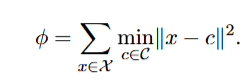 ϕ = ∑_{x∈𝒳} min_{c∈𝒞} ‖x − c‖².